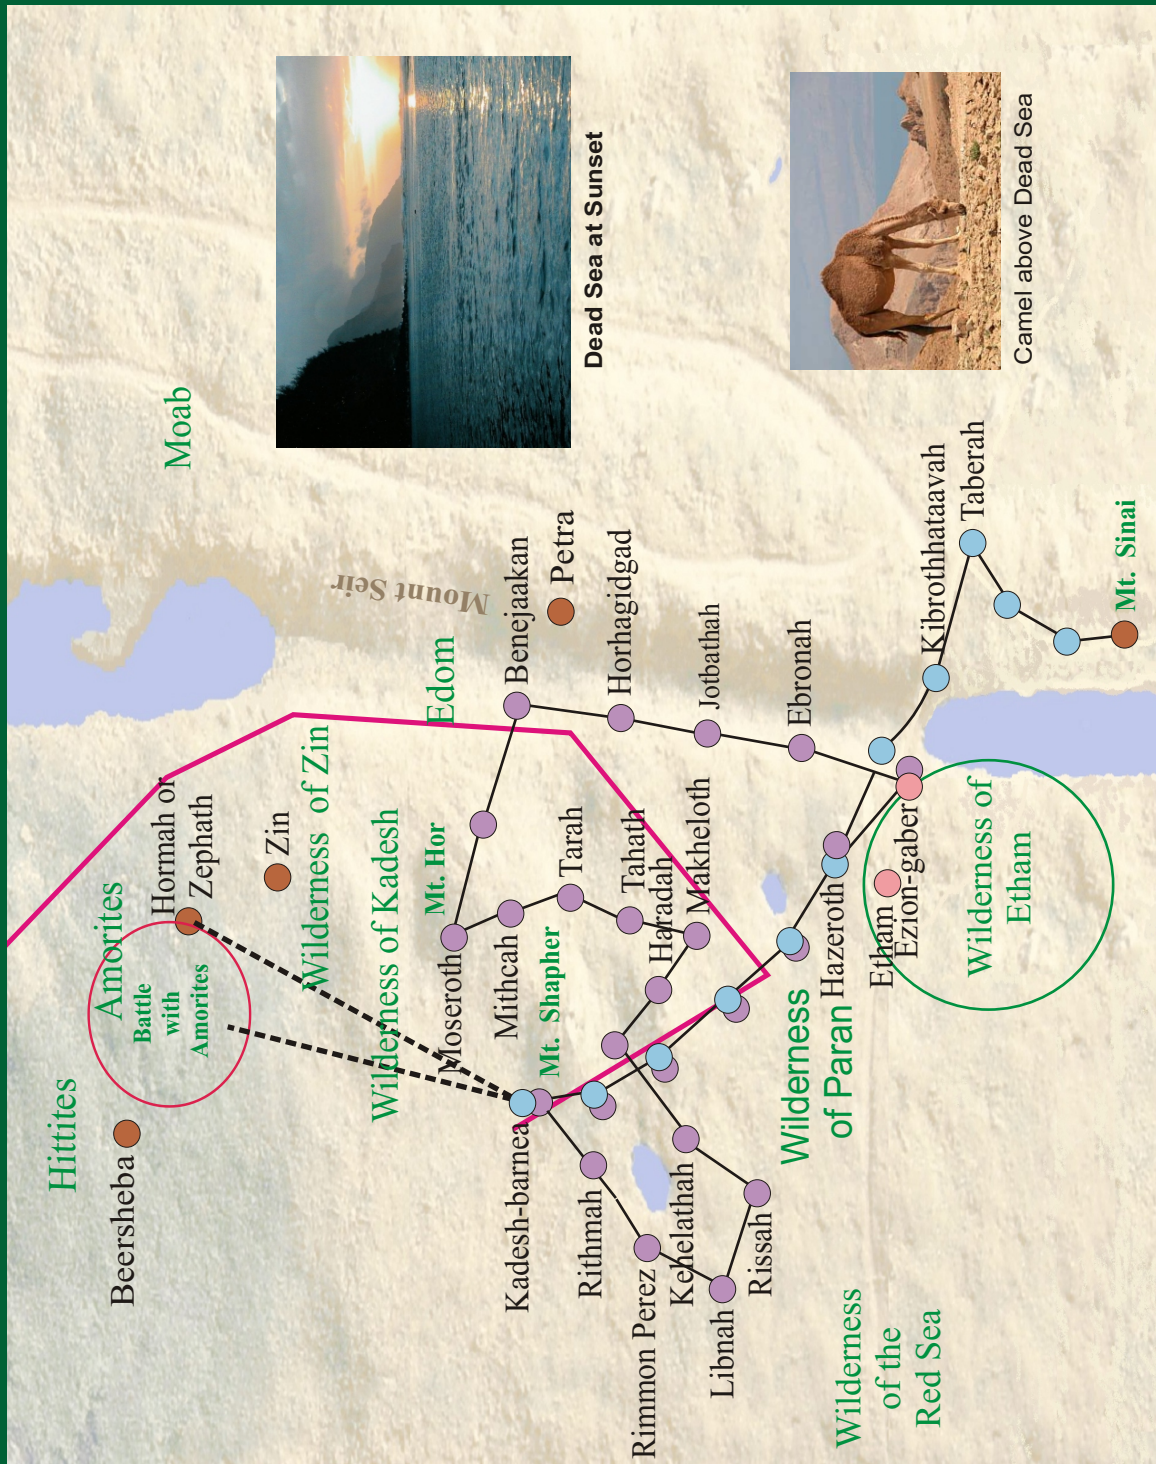 Hittites
Beersheba
Amorites
Battle
with
Amorites
Hormah or
Zephath
Zin
Moab
Wilderness of Zin
Wilderness of Kadesh
Mount Seir
Edom
Mt. Hor
Moseroth
Benejaakan
Petra
Mithcah
Mt. Shapher
Kadesh-barnea
Tarah
Horhagidgad
Tahath
Haradah
Makheloth
Jotbathah
Rithmah
Rimmon Perez
Kehelathah
Libnah
Rissah
Ebronah
Wilderness
of Paran
Hazeroth
Etham
Ezion-gaber
Kibrothhataavah
Taberah
Mt. Sinai
Wilderness of
Etham
Wilderness
of the
Red Sea
Dead Sea at Sunset
Camel above Dead Sea